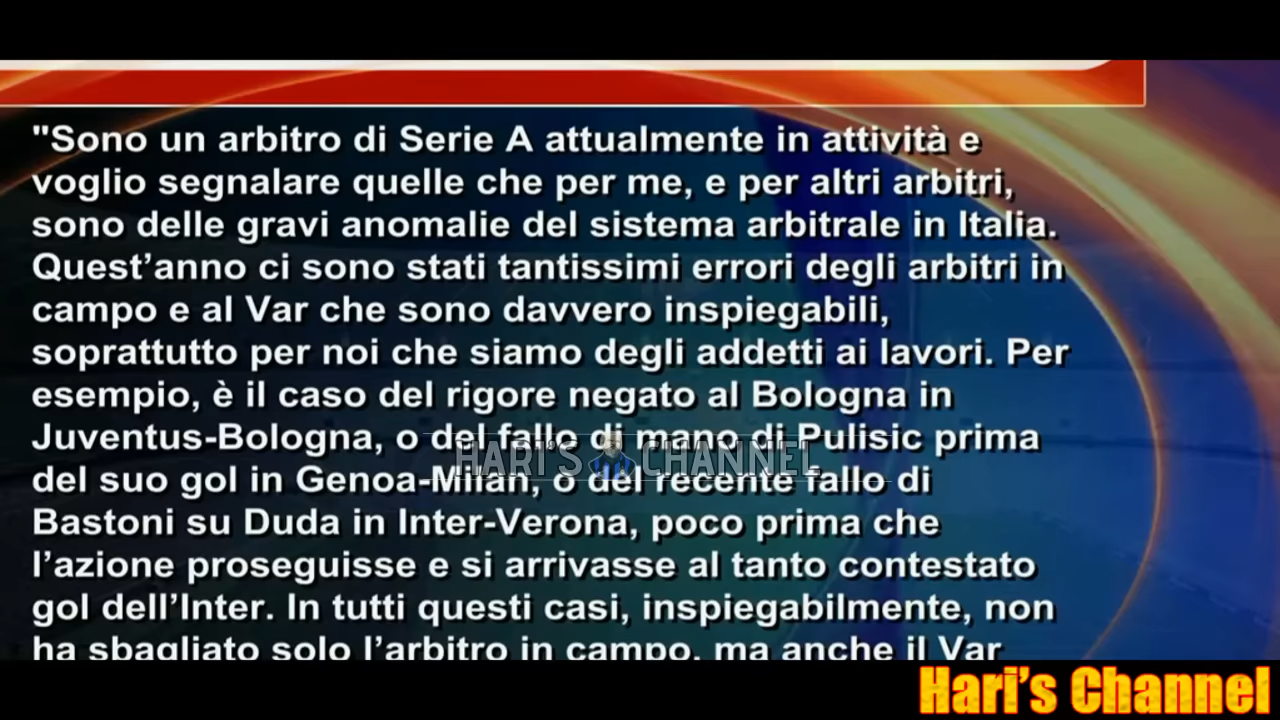 "Sono un arbitro di Serie A attualmente in attività e
voglio segnalare quelle che per me, e per altri arbitri,
sono delle gravi anomalie del sistema arbitrale in Italia.
Quest’anno ci sono stati tantissimi errori degli arbitri in
campo e al Var che sono davvero inspiegabili,
soprattutto per noi che siamo degli addetti ai lavori. Per
esempio, è il caso del rigore negato al Bologna in
Juventus-Bologna, o del fallo di mano di Pulisic prima
HARI'S CHANNEL
del suo gol in Genoa-Milan, o del recente fallo di
Bastoni su Duda in Inter-Verona, poco prima che
l’azione proseguisse e si arrivasse al tanto contestato
gol dell’Inter. In tutti questi casi, inspiegabilmente, non
ha sbagliato solo l’arbitro in campo, ma anche il Var
Hari’s Channel